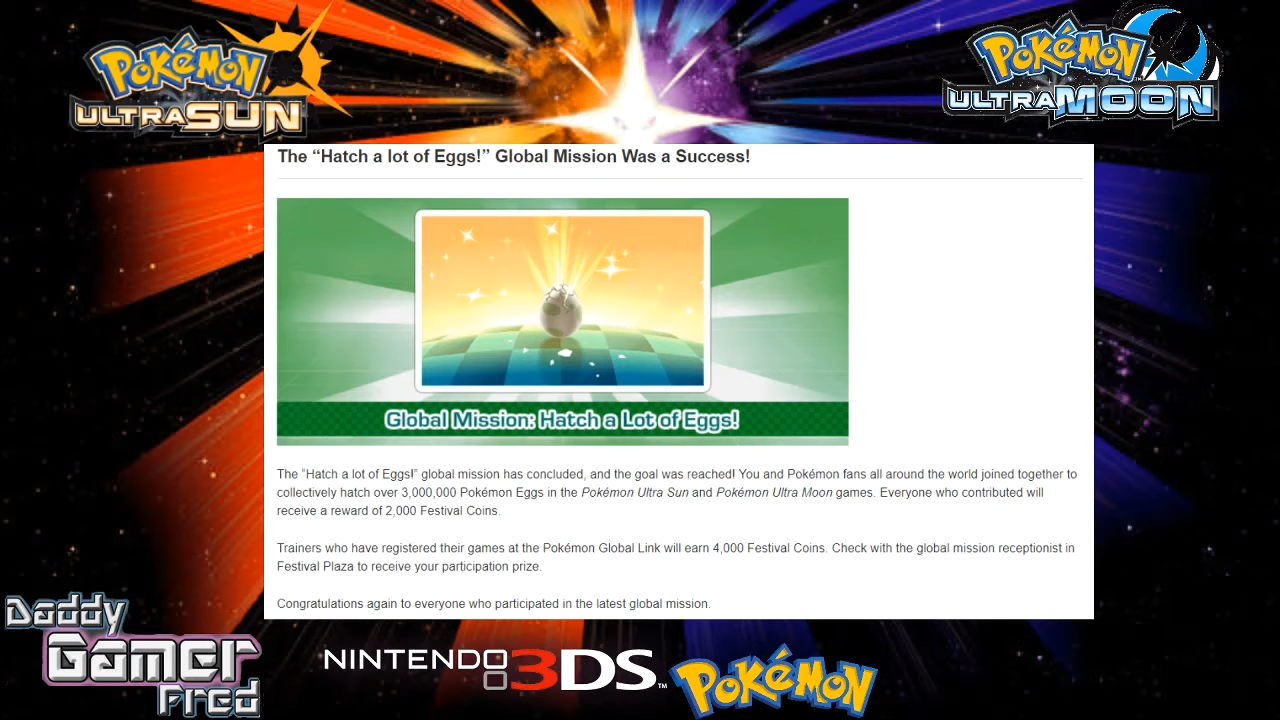 POKéMON
ULTRASUN
POKéMON
ULTRAMOON
The “Hatch a lot of Eggs!” Global Mission Was a Success!
Global Mission: Hatch a Lot of Eggs!
The “Hatch a lot of Eggs!” global mission has concluded, and the goal was reached! You and Pokémon fans all around the world joined together to
collectively hatch over 3,000,000 Pokémon Eggs in the Pokémon Ultra Sun and Pokémon Ultra Moon games. Everyone who contributed will
receive a reward of 2,000 Festival Coins.
Trainers who have registered their games at the Pokémon Global Link will earn 4,000 Festival Coins. Check with the global mission receptionist in
Festival Plaza to receive your participation prize.
Congratulations again to everyone who participated in the latest global mission.
Daddy
Gamer
Fred
NINTENDO 3DS™
POKéMON